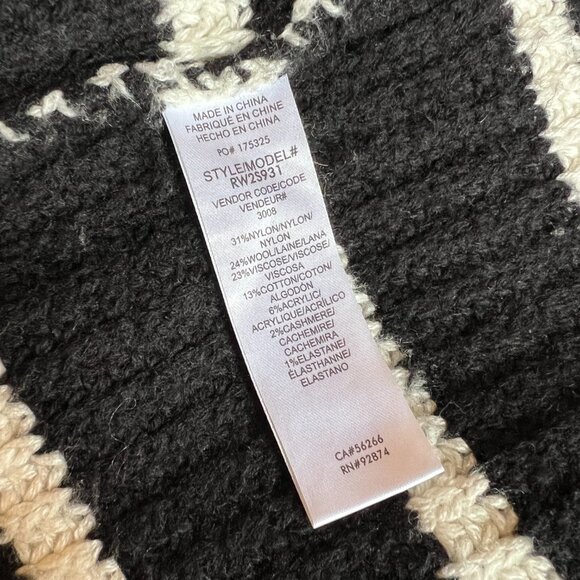 MADE IN CHINA
FABRIQUÉ EN CHINE
HECHO EN CHINA
PO# 175325
STYLE/MODEL#
RW2S931
VENDOR CODE/CODE
VENDEUR#
3008
31%NYLON/NYLON/
NYLON
24%WOOL/LAINE/LANA
23%VISCOSE/VISCOSE/
VISCOSA
13%COTTON/COTON/
ALGODÓN
6%ACRYLIC/
ACRYLIQUE/ACRÍLICO
2%CASHMERE/
CACHEMIRE/
CACHEMIRA
1%ELASTANE/
ÉLASTHANNE/
ELASTANO
CA#56266
RN#92874